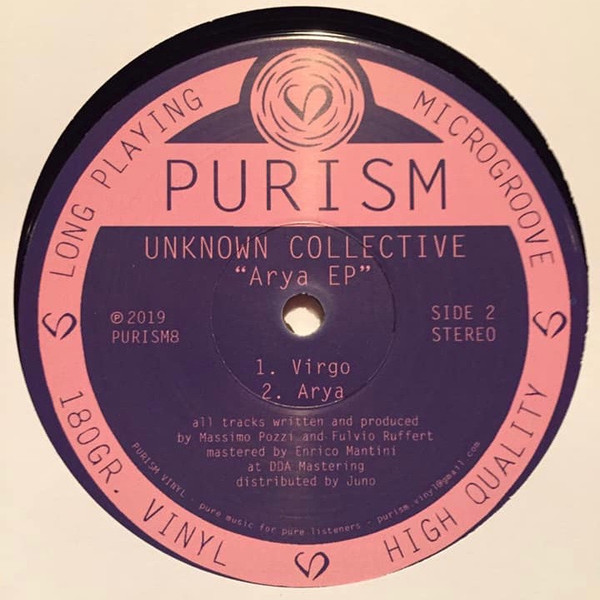 LONG PLAYING
MICROGROOVE
PURISM
UNKNOWN COLLECTIVE
“Arya EP”
℗2019
PURISM8
SIDE 2
STEREO
1. Virgo
2. Arya
all tracks written and produced
by Massimo Pozzi and Fulvio Ruffert
mastered by Enrico Mantini
at DDA Mastering
distributed by Juno
PURISM VINYL - pure music for pure listeners - purism.vinyl@gmail.com
180GR. VINYL
HIGH QUALITY